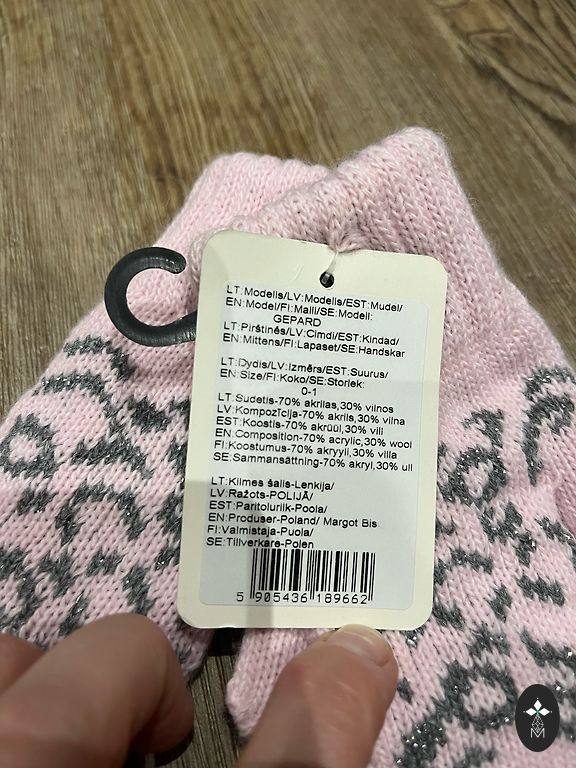 LT:Modelis/LV:Modelis/EST:Mudel/
EN:Model/FI:Malli/SE:Modell:
GEPARD
LT:Pirštinės/LV:Cimdi/EST:Kindad/
EN:Mittens/FI:Lapaset/SE:Handskar
LT:Dydis/LV:Izmērs/EST:Suurus/
EN:Size/FI:Koko/SE:Storlek:
0-1
LT:Sudetis-70% akrilas,30% vilnos
LV:Kompozīcija-70% akrils,30% vilna
EST:Koostis-70% akrüül,30% vill
EN:Composition-70% acrylic,30% wool
FI:Koostumus-70% akryyli,30% villa
SE:Sammansättning-70% akryl,30% ull
LT:Kilmes šalis-Lenkija/
LV:Ražots-POLIJĀ/
EST:Paritoluriik-Poola/
EN:Produser-Poland/ Margot Bis
FI:Valmistaja-Puola/
SE:Tillverkare-Polen
5 905436 189662
M